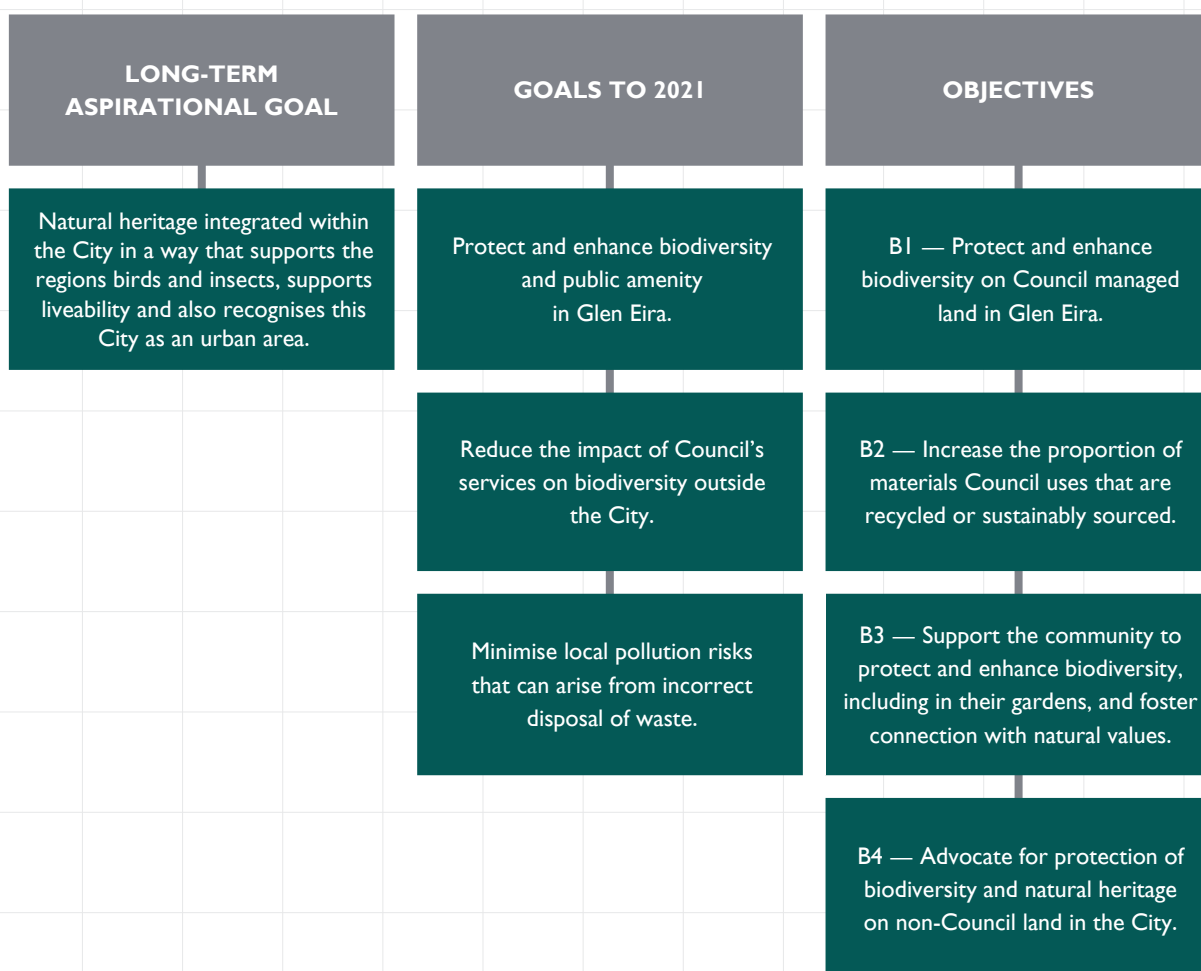 LONG-TERM
ASPIRATIONAL GOAL
Natural heritage integrated within
the City in a way that supports the
regions birds and insects, supports
liveability and also recognises this
City as an urban area.
GOALS TO 2021
Protect and enhance biodiversity
and public amenity
in Glen Eira.
Reduce the impact of Council’s
services on biodiversity outside
the City.
Minimise local pollution risks
that can arise from incorrect
disposal of waste.
OBJECTIVES
B1 — Protect and enhance
biodiversity on Council managed
land in Glen Eira.
B2 — Increase the proportion of
materials Council uses that are
recycled or sustainably sourced.
B3 — Support the community to
protect and enhance biodiversity,
including in their gardens, and foster
connection with natural values.
B4 — Advocate for protection of
biodiversity and natural heritage
on non-Council land in the City.